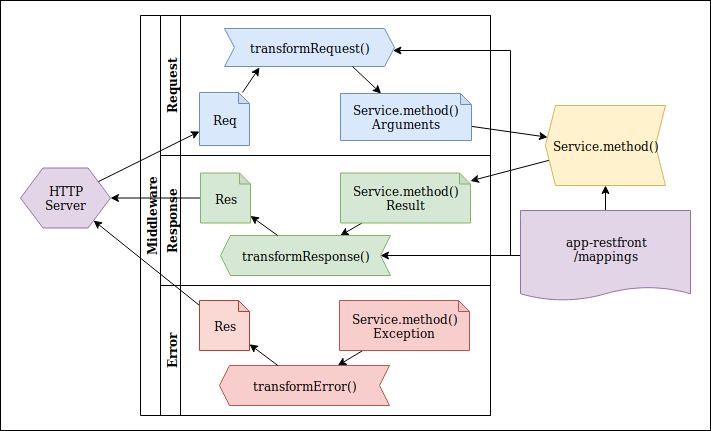 Middleware
Request
transformRequest()
Req
Service.method()
Arguments
Service.method()
HTTP
Server
Response
Res
Service.method()
Result
transformResponse()
app-restfront
/mappings
Error
Res
Service.method()
Exception
transformError()